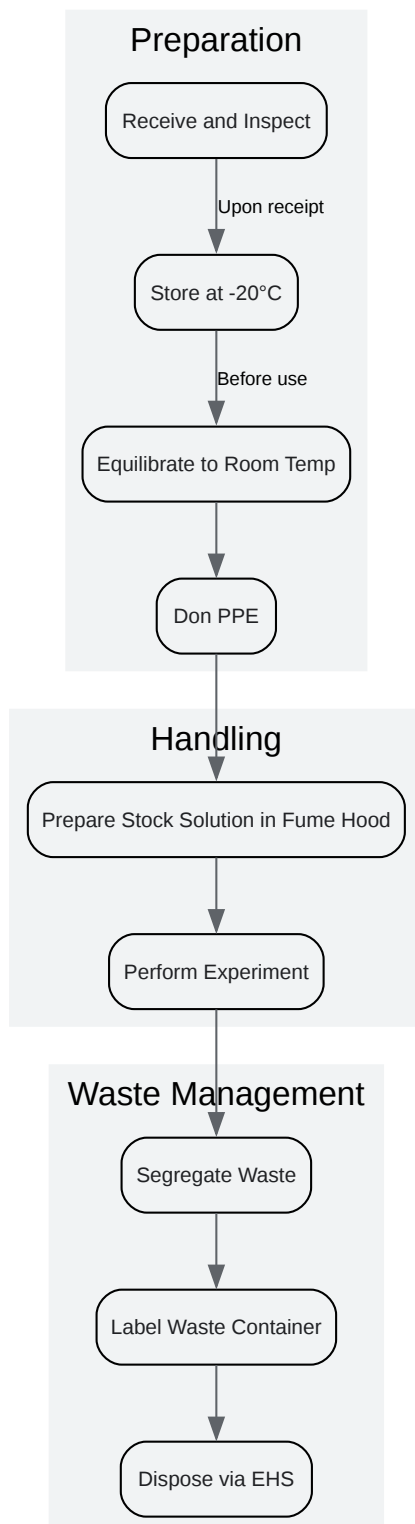 Preparation
Receive and Inspect
Upon receipt
Store at -20°C
Before use
Equilibrate to Room Temp
Don PPE
Handling
Prepare Stock Solution in Fume Hood
Perform Experiment
Waste Management
Segregate Waste
Label Waste Container
Dispose via EHS